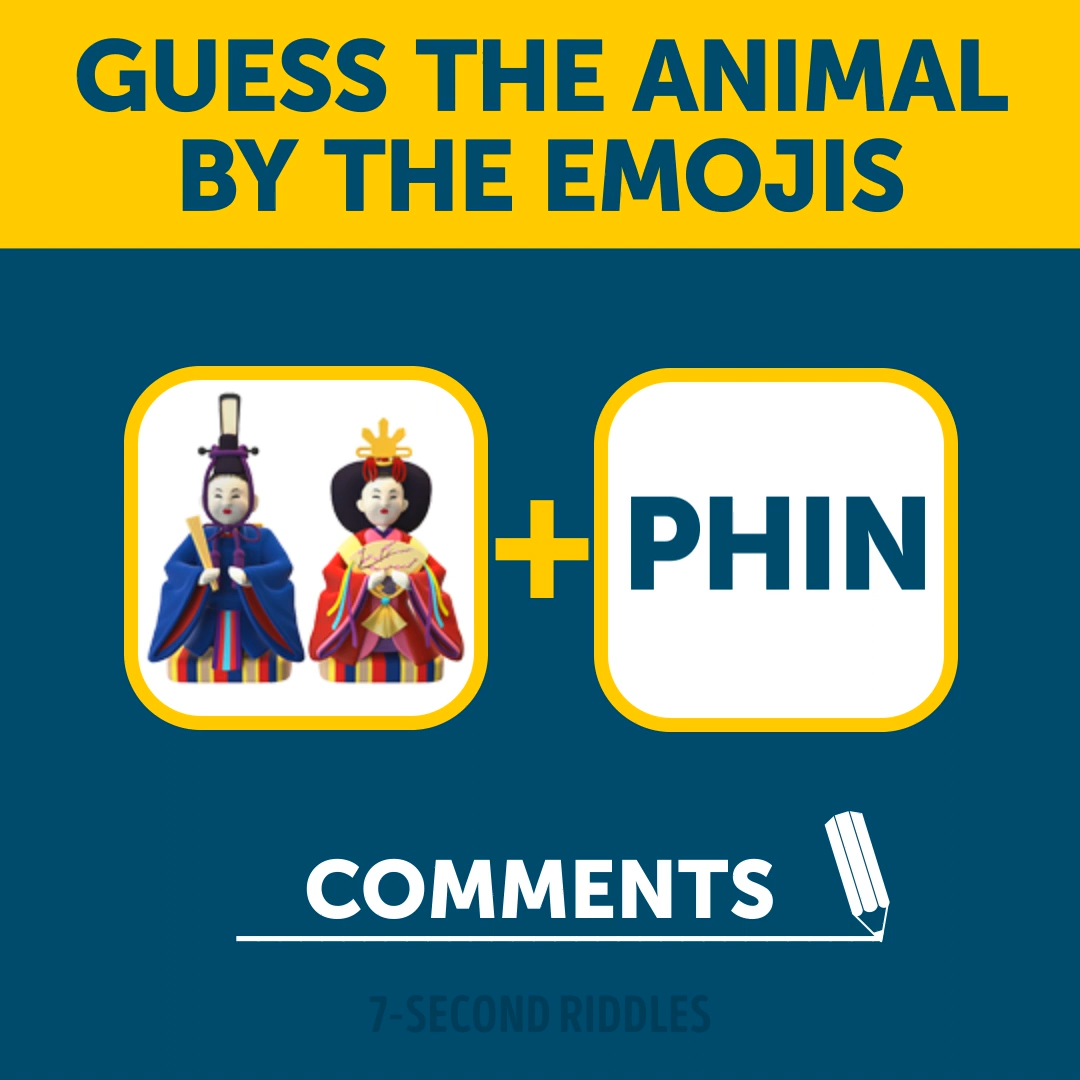 GUESS THE ANIMAL
BY THE EMOJIS
+
PHIN
COMMENTS
7-SECOND RIDDLES